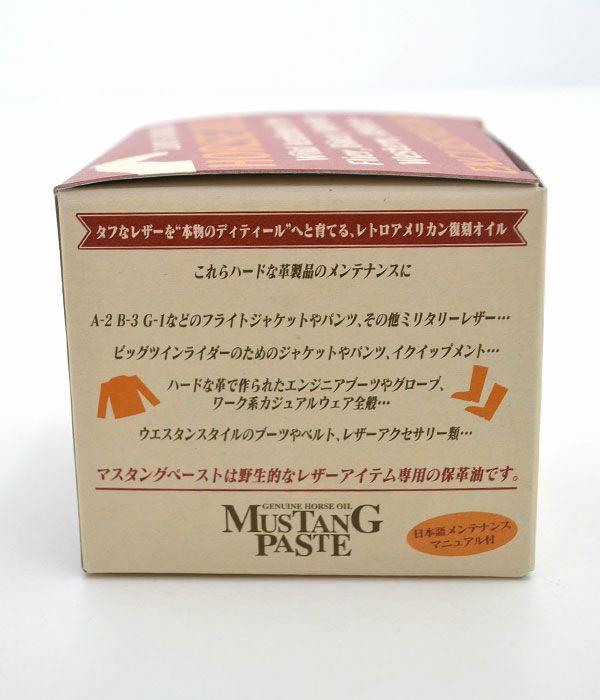 タフなレザーを“本物のディティール”へと育てる、レトロアメリカン復刻オイル
これらハードな革製品のメンテナンスに
A-2 B-3 G-1などのフライトジャケットやパンツ、その他ミリタリーレザー…
ビッグツインライダーのためのジャケットやパンツ、イクイップメント…
ハードな革で作られたエンジニアブーツやグローブ、
ワーク系カジュアルウェア全般…
ウエスタンスタイルのブーツやベルト、レザーアクセサリー類…
マスタングペーストは野生的なレザーアイテム専用の保革油です。
GENUINE HORSE OIL
MUSTANG
PASTE
日本語メンテナンス
マニュアル付